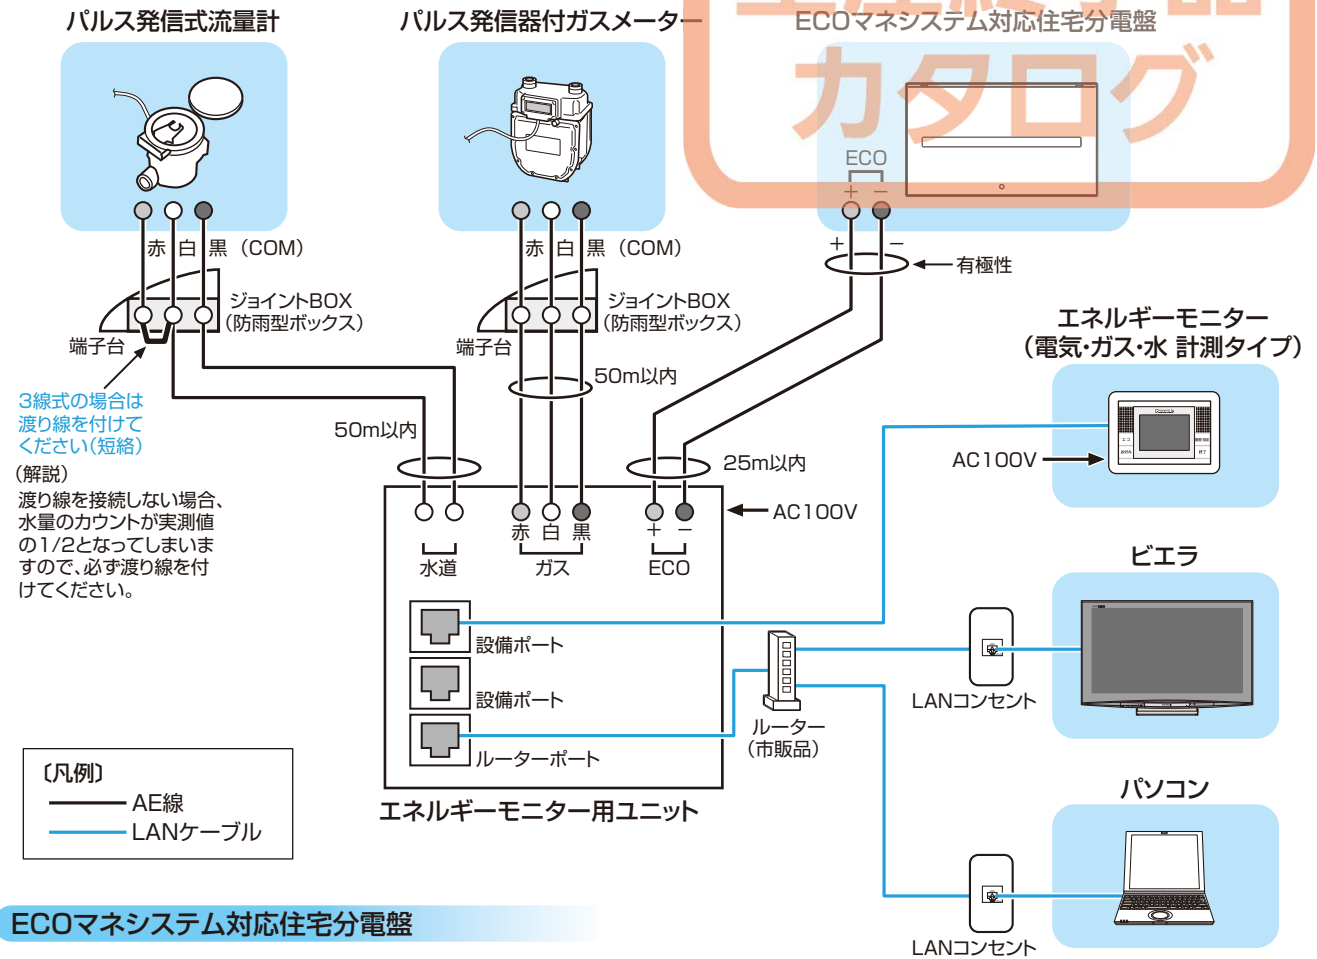 生産終了品
カタログ
パルス発信式流量計
パルス発信器付ガスメーター
ECOマネシステム対応住宅分電盤
ECO
+ −
赤 白 黒 (COM)
赤 白 黒 (COM)
+ −
有極性
ジョイントBOX
(防雨型ボックス)
端子台
ジョイントBOX
(防雨型ボックス)
端子台
3線式の場合は
渡り線を付けて
ください(短絡)
(解説)
渡り線を接続しない場合、
水量のカウントが実測値
の1/2となってしまいま
すので、必ず渡り線を付
けてください。
50m以内
50m以内
25m以内
エネルギーモニター
(電気・ガス・水 計測タイプ)
AC100V
AC100V
赤 白 黒
+ −
水道
ガス
ECO
設備ポート
設備ポート
ルーターポート
エネルギーモニター用ユニット
ルーター
(市販品)
ビエラ
LANコンセント
パソコン
LANコンセント
〔凡例〕
AE線
LANケーブル
ECOマネシステム対応住宅分電盤